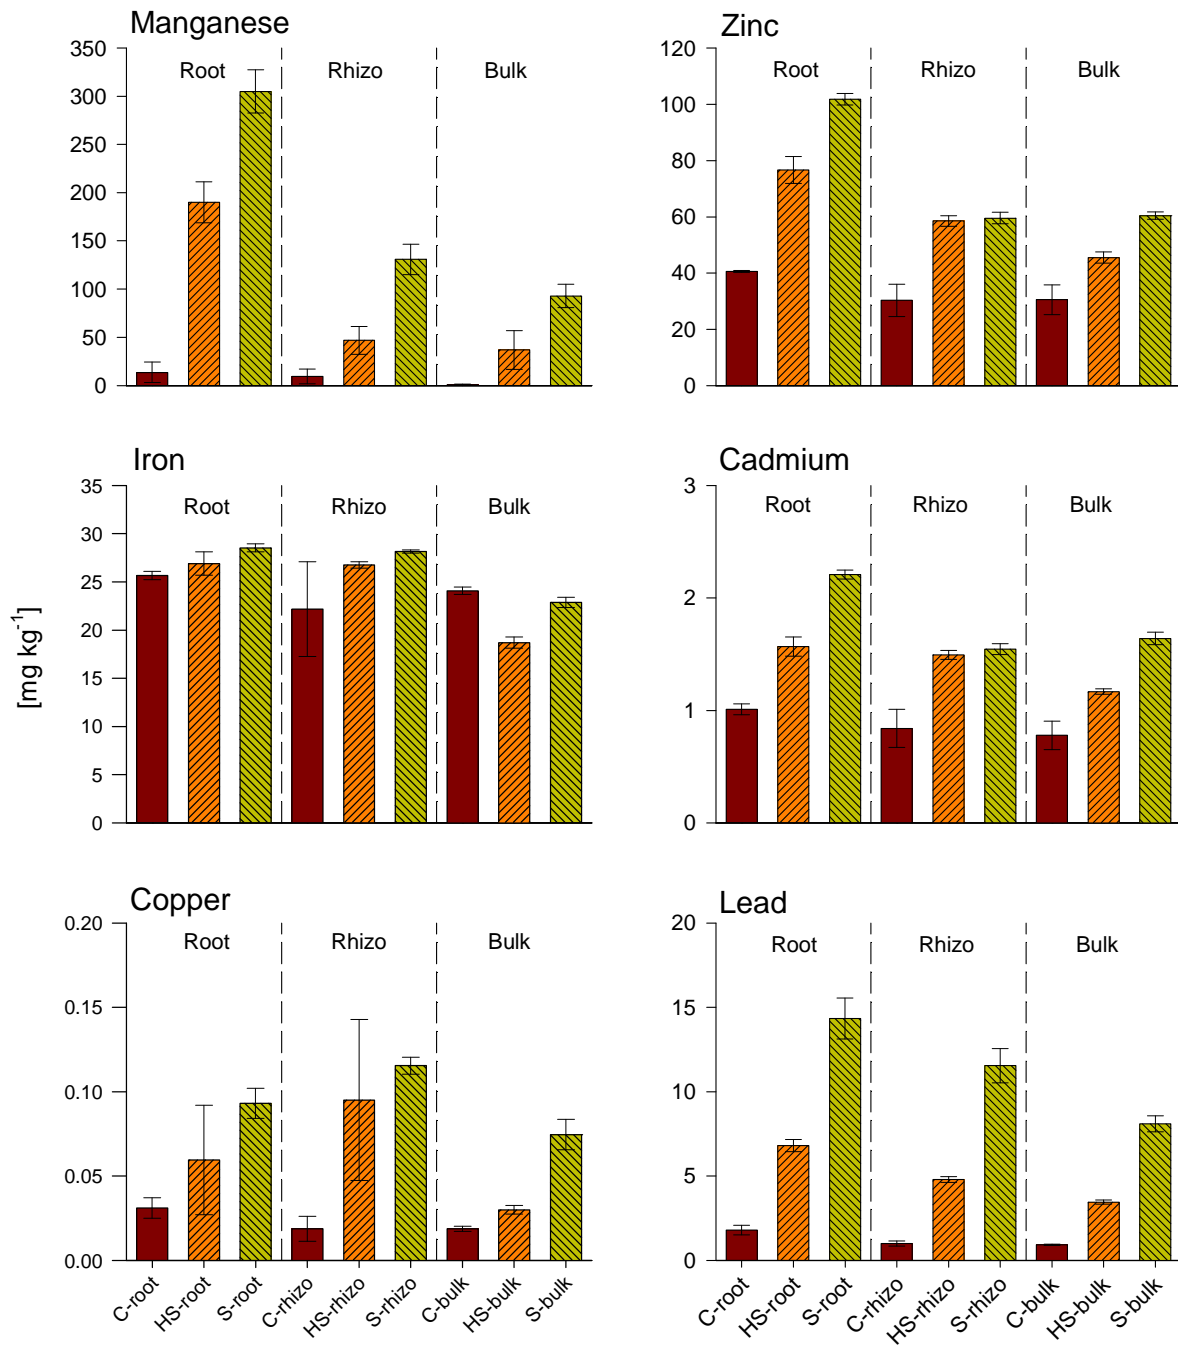 Manganese
350
300
250
200
150
100
50
0
Root
Rhizo
Bulk
Zinc
120
100
80
60
40
20
0
Root
Rhizo
Bulk
Iron
35
30
25
20
15
10
5
0
Root
Rhizo
Bulk
[mg kg-1]
Cadmium
3
2
1
0
Root
Rhizo
Bulk
Copper
0.20
0.15
0.10
0.05
0.00
Root
Rhizo
Bulk
C-root
HS-root
S-root
C-rhizo
HS-rhizo
S-rhizo
C-bulk
HS-bulk
S-bulk
Lead
20
15
10
5
0
Root
Rhizo
Bulk
C-root
HS-root
S-root
C-rhizo
HS-rhizo
S-rhizo
C-bulk
HS-bulk
S-bulk